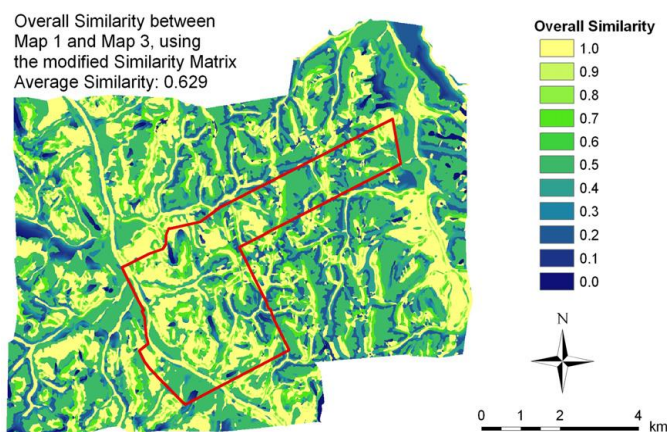 Overall Similarity between
Map 1 and Map 3, using
the modified Similarity Matrix
Average Similarity: 0.629
Overall Similarity
1.0
0.9
0.8
0.7
0.6
0.5
0.4
0.3
0.2
0.1
0.0
N
0 1 2 4
km